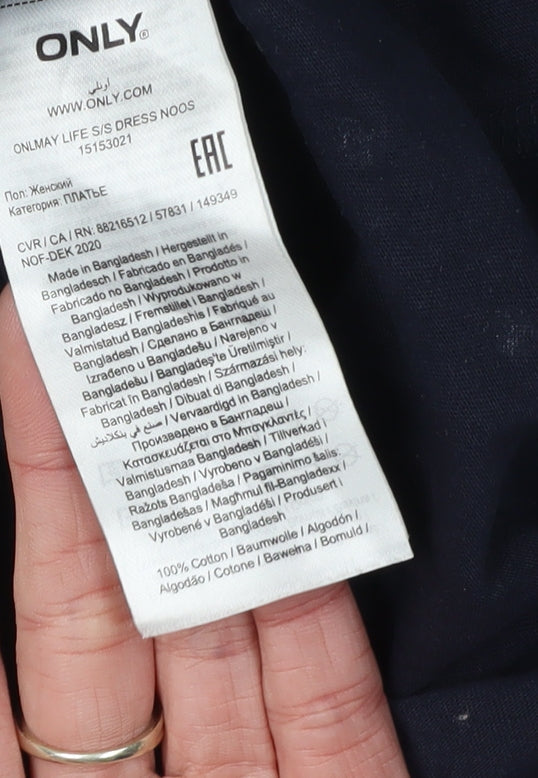 ONLY®
أونلي
WWW.ONLY.COM
ONLMAY LIFE S/S DRESS NOOS
15153021
EAC
Пол: Женский
Категория: ПЛАТЬЕ
CVR / CA / RN: 88216512 / 57831 / 149349
NOF-DEK 2020
Made in Bangladesh / Hergestellt in
Bangladesch / Fabricado en Bangladés /
Fabricado no Bangladesh / Prodotto in
Bangladesh / Wyprodukowano w
Bangladesz / Fremstillet i Bangladesh /
Valmistatud Bangladeshis / Fabriqué au
Bangladesh / Сделано в Бангладеш /
Izrađeno u Bangladešu / Narejeno v
Bangladešu / Bangladeş'te Üretilmiştir /
Fabricat în Bangladesh / Származási hely:
Bangladesh / Dibuat di Bangladesh /
صنع في بنكلاديش / Vervaardigd in Bangladesh /
Произведено в Бангладеш /
Κατασκευάζεται στο Μπαγκλαντές /
Valmistusmaa Bangladesh / Tillverkad i
Bangladesh / Vyrobeno v Bangladéši /
Ražots Bangladeša / Pagaminimo šalis:
Bangladešas / Maghmul fil-Bangladexx /
Vyrobené v Bangladéši / Produsert i
Bangladesh
100% Cotton / Baumwolle / Algodón /
Algodão / Cotone / Bawełna / Bomuld /